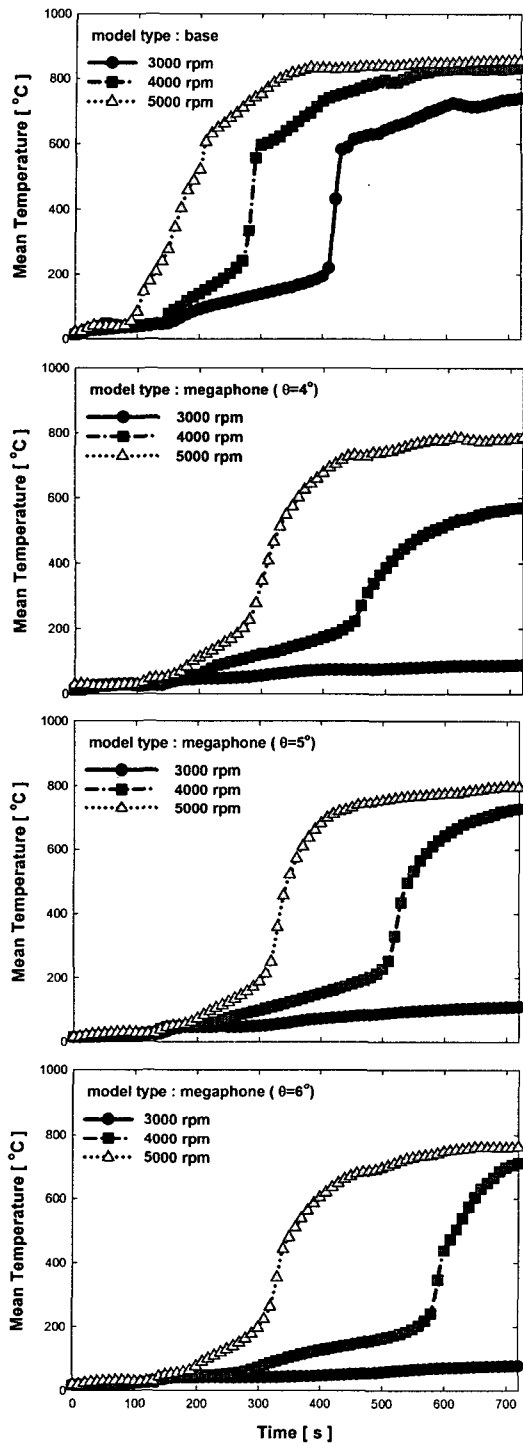 1000
800
600
400
200
0
Mean Temperature [ °C]
model type : base
3000 rpm
4000 rpm
5000 rpm
1000
800
600
400
200
0
Mean Temperature [ °C]
model type : megaphone ( θ=4°)
3000 rpm
4000 rpm
5000 rpm
1000
800
600
400
200
0
Mean Temperature [ °C]
model type : megaphone ( θ=5°)
3000 rpm
4000 rpm
5000 rpm
1000
800
600
400
200
0
Mean Temperature [ °C]
model type : megaphone ( θ=6°)
3000 rpm
4000 rpm
5000 rpm
0 100 200 300 400 500 600 700
Time [ s ]